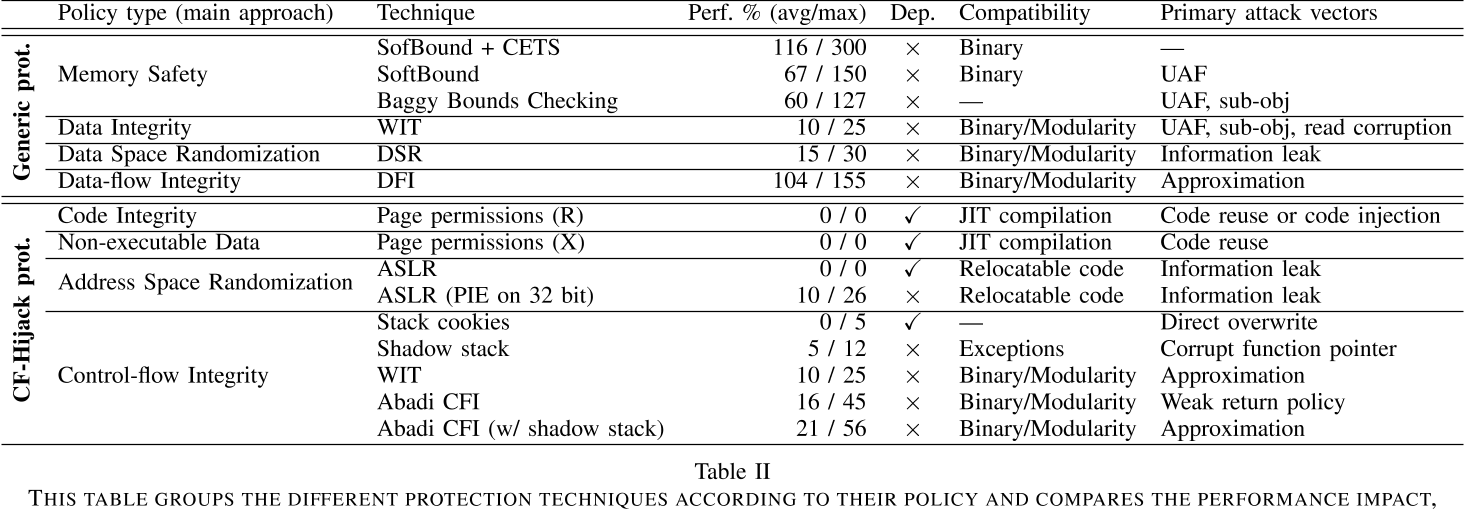 Policy type (main approach) Technique Perf. % (avg/max) Dep. Compatibility Primary attack vectors
Generic prot.
Memory Safety
SofBound + CETS 116 / 300 × Binary —
SoftBound 67 / 150 × Binary UAF
Baggy Bounds Checking 60 / 127 × — UAF, sub-obj
Data Integrity WIT 10 / 25 × Binary/Modularity UAF, sub-obj, read corruption
Data Space Randomization DSR 15 / 30 × Binary/Modularity Information leak
Data-flow Integrity DFI 104 / 155 × Binary/Modularity Approximation
CF-Hijack prot.
Code Integrity Page permissions (R) 0 / 0 ✓ JIT compilation Code reuse or code injection
Non-executable Data Page permissions (X) 0 / 0 ✓ JIT compilation Code reuse
Address Space Randomization
ASLR 0 / 0 ✓ Relocatable code Information leak
ASLR (PIE on 32 bit) 10 / 26 × Relocatable code Information leak
Control-flow Integrity
Stack cookies 0 / 5 ✓ — Direct overwrite
Shadow stack 5 / 12 × Exceptions Corrupt function pointer
WIT 10 / 25 × Binary/Modularity Approximation
Abadi CFI 16 / 45 × Binary/Modularity Weak return policy
Abadi CFI (w/ shadow stack) 21 / 56 × Binary/Modularity Approximation
Table II
THIS TABLE GROUPS THE DIFFERENT PROTECTION TECHNIQUES ACCORDING TO THEIR POLICY AND COMPARES THE PERFORMANCE IMPACT,